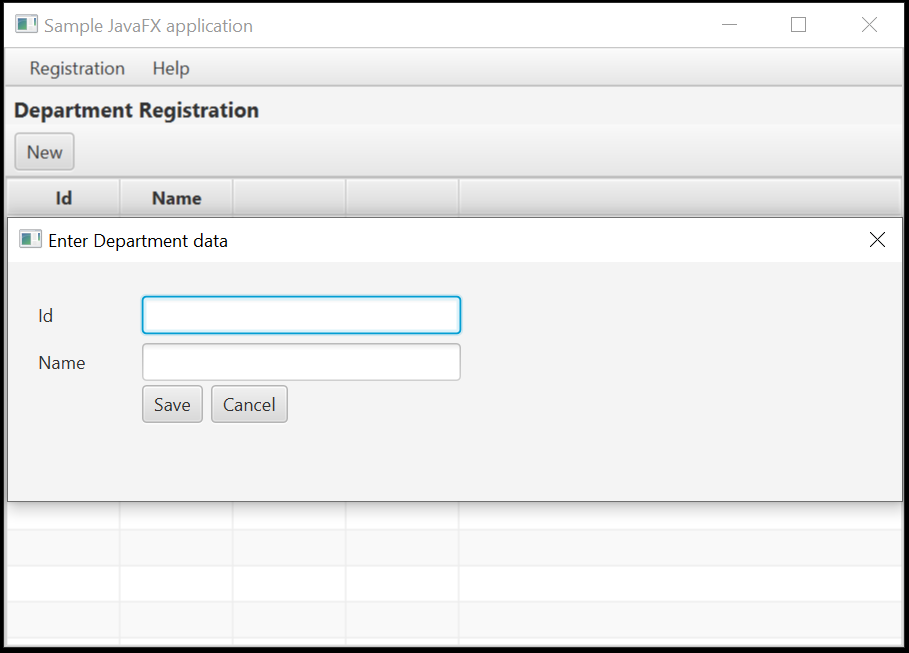 Sample JavaFX application
Registration Help
Department Registration
New
Id Name
Enter Department data
Id
Name
Save Cancel